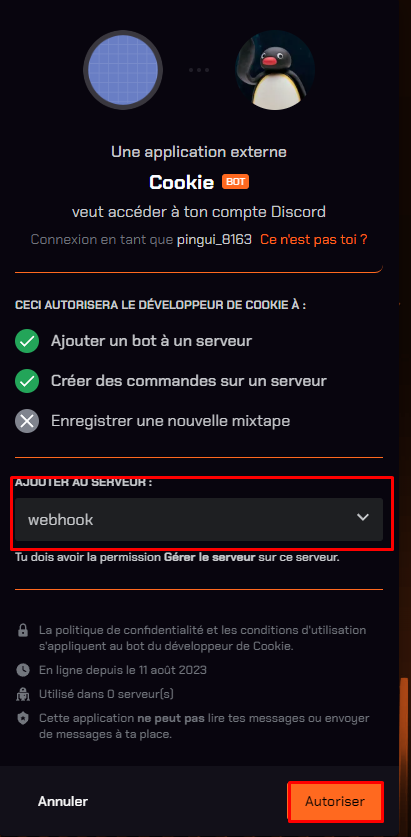 Une application externe
Cookie BOT
veut accéder à ton compte Discord
Connexion en tant que pingui_8163 Ce n'est pas toi ?
CECI AUTORISERA LE DÉVELOPPEUR DE COOKIE À :
Ajouter un bot à un serveur
Créer des commandes sur un serveur
Enregistrer une nouvelle mixtape
AJOUTER AU SERVEUR :
webhook
Tu dois avoir la permission Gérer le serveur sur ce serveur.
La politique de confidentialité et les conditions d'utilisation
s'appliquent au bot du développeur de Cookie.
En ligne depuis le 11 août 2023
Utilisé dans 0 serveur(s)
Cette application ne peut pas lire tes messages ou envoyer
de messages à ta place.
Annuler
Autoriser